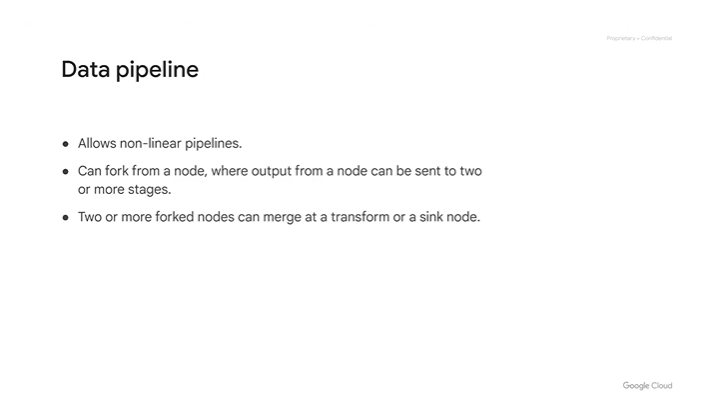 Proprietary + Confidential
Data pipeline
● Allows non-linear pipelines.
● Can fork from a node, where output from a node can be sent to two
or more stages.
● Two or more forked nodes can merge at a transform or a sink node.
Google Cloud